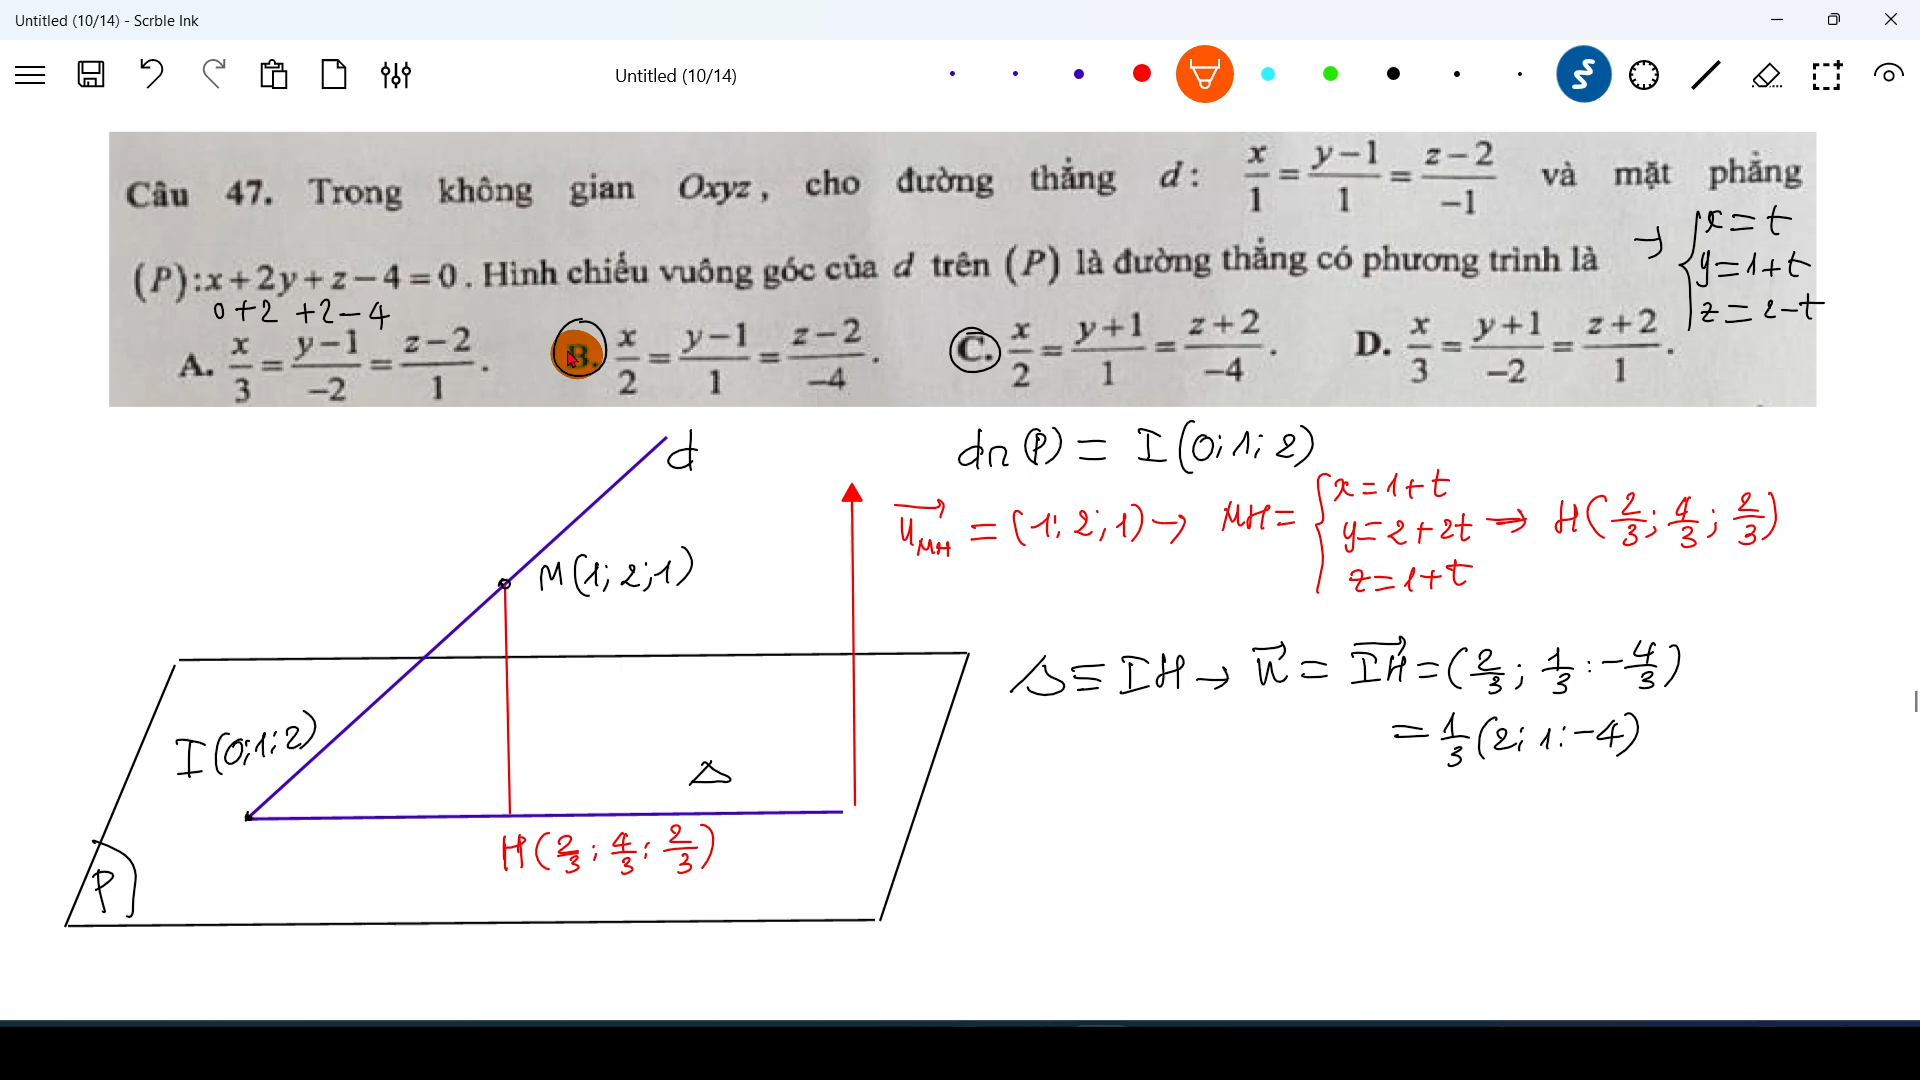 Untitled (10/14) - Scrble Ink
Untitled (10/14)
Câu 47. Trong không gian Oxyz, cho đường thẳng d: x/1 = y-1/1 = z-2/-1 và mặt phẳng
→ { x = t
y = 1+t
z = 2-t
(P): x + 2y + z - 4 = 0. Hình chiếu vuông góc của d trên (P) là đường thẳng có phương trình là
0 + 2 + 2 - 4
A. x/3 = y-1/-2 = z-2/1. B. x/2 = y-1/1 = z-2/-4. C. x/2 = y+1/1 = z+2/-4. D. x/3 = y+1/-2 = z+2/1.
d
d∩(P) = I(0; 1; 2)
u_MH = (1; 2; 1) → MH = { x = 1+t
y = 2+2t → H(2/3; 4/3; 2/3)
z = 1+t
M(1; 2; 1)
Δ ≡ IH → u = IH = (2/3; 1/3; -4/3)
= 1/3 (2; 1; -4)
I(0; 1; 2)
Δ
H(2/3; 4/3; 2/3)
P)